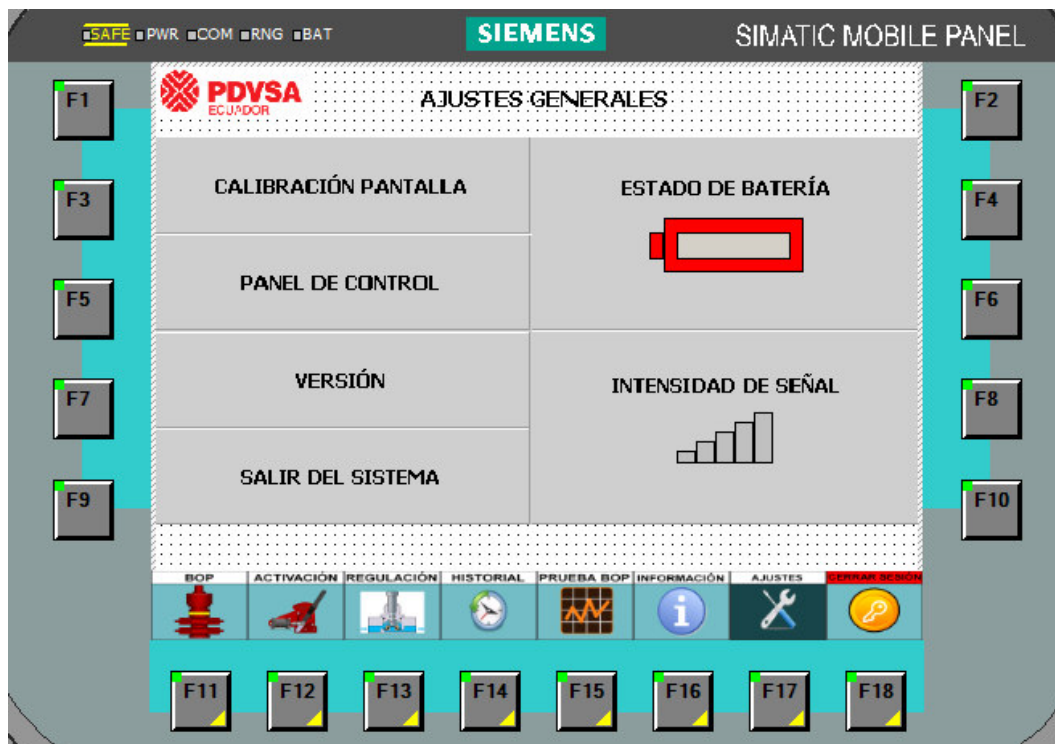 SAFE PWR COM RNG BAT
SIEMENS
SIMATIC MOBILE PANEL
F1
PDVSA
ECUADOR
AJUSTES GENERALES
F2
F3
CALIBRACIÓN PANTALLA
ESTADO DE BATERÍA
F4
F5
PANEL DE CONTROL
F6
F7
VERSIÓN
INTENSIDAD DE SEÑAL
F8
F9
SALIR DEL SISTEMA
F10
BOP ACTIVACIÓN REGULACIÓN HISTORIAL PRUEBA BOP INFORMACIÓN AJUSTES CERRAR SESIÓN
F11 F12 F13 F14 F15 F16 F17 F18